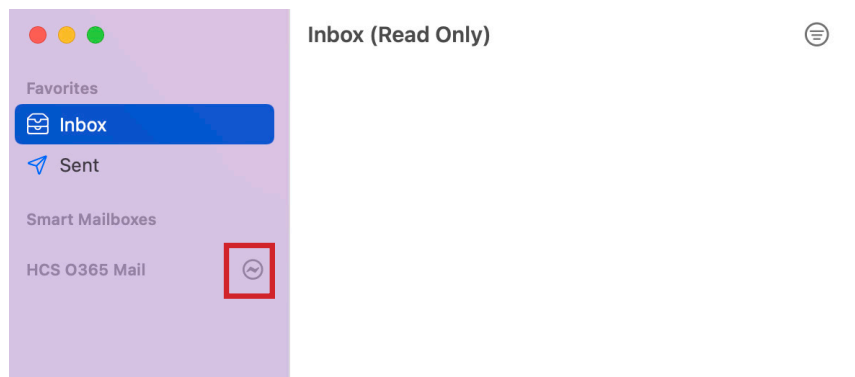 Inbox (Read Only)
Favorites
Inbox
Sent
Smart Mailboxes
HCS O365 Mail